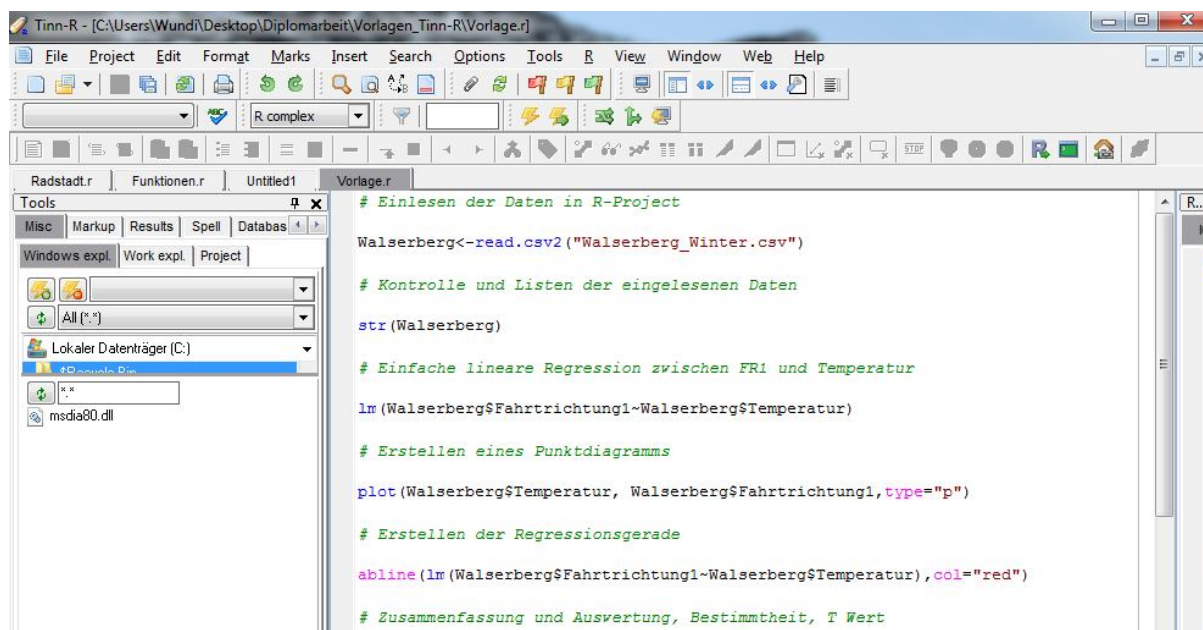 Tinn-R - [C:\Users\Wundi\Desktop\Diplomarbeit\Vorlagen_Tinn-R\Vorlage.r]
File Project Edit Format Marks Insert Search Options Tools R View Window Web Help
R complex
STOP
Radstadt.r Funktionen.r Untitled1 Vorlage.r
Tools
Misc Markup Results Spell Databas
Windows expl. Work expl. Project
All (*.*)
Lokaler Datenträger (C:)
$Recycle.Bin
*.*
msdia80.dll
# Einlesen der Daten in R-Project
Walserberg<-read.csv2("Walserberg_Winter.csv")
# Kontrolle und Listen der eingelesenen Daten
str(Walserberg)
# Einfache lineare Regression zwischen FR1 und Temperatur
lm(Walserberg$Fahrtrichtung1~Walserberg$Temperatur)
# Erstellen eines Punktdiagramms
plot(Walserberg$Temperatur, Walserberg$Fahrtrichtung1,type="p")
# Erstellen der Regressionsgerade
abline(lm(Walserberg$Fahrtrichtung1~Walserberg$Temperatur),col="red")
# Zusammenfassung und Auswertung, Bestimmtheit, T Wert
R..